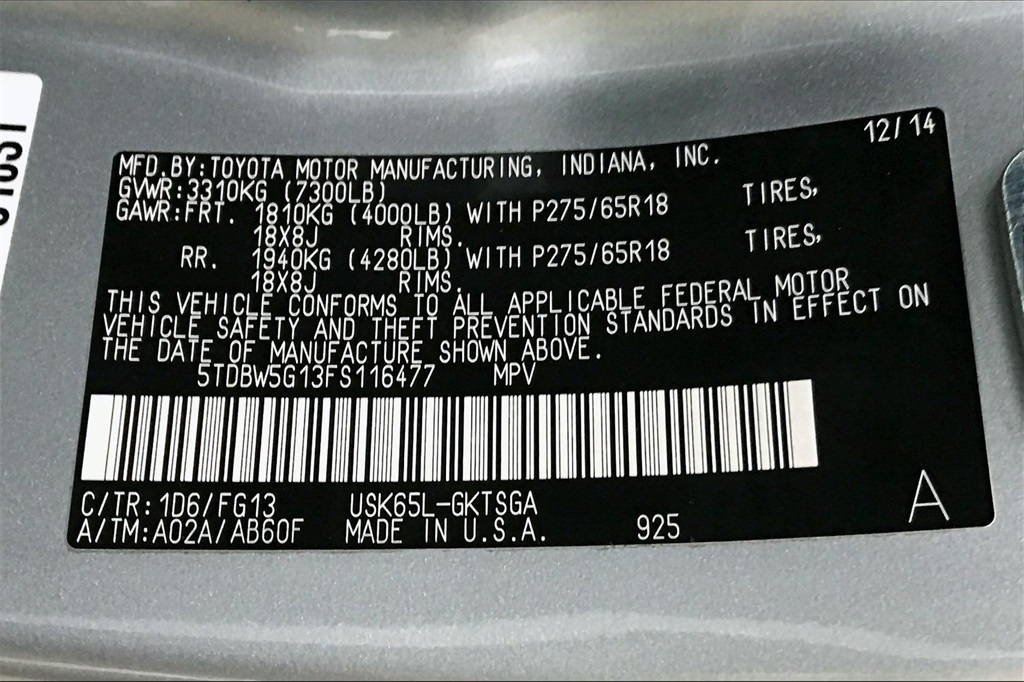 12/14
MFD.BY:TOYOTA MOTOR MANUFACTURING, INDIANA, INC.
GVWR:3310KG (7300LB)
GAWR:FRT. 1810KG (4000LB) WITH P275/65R18 TIRES,
18X8J RIMS.
RR. 1940KG (4280LB) WITH P275/65R18 TIRES,
18X8J RIMS.
THIS VEHICLE CONFORMS TO ALL APPLICABLE FEDERAL MOTOR
VEHICLE SAFETY AND THEFT PREVENTION STANDARDS IN EFFECT ON
THE DATE OF MANUFACTURE SHOWN ABOVE.
5TDBW5G13FS116477 MPV
C/TR:1D6/FG13 USK65L-GKTSGA
A/TM:A02A/AB60F MADE IN U.S.A. 925 A